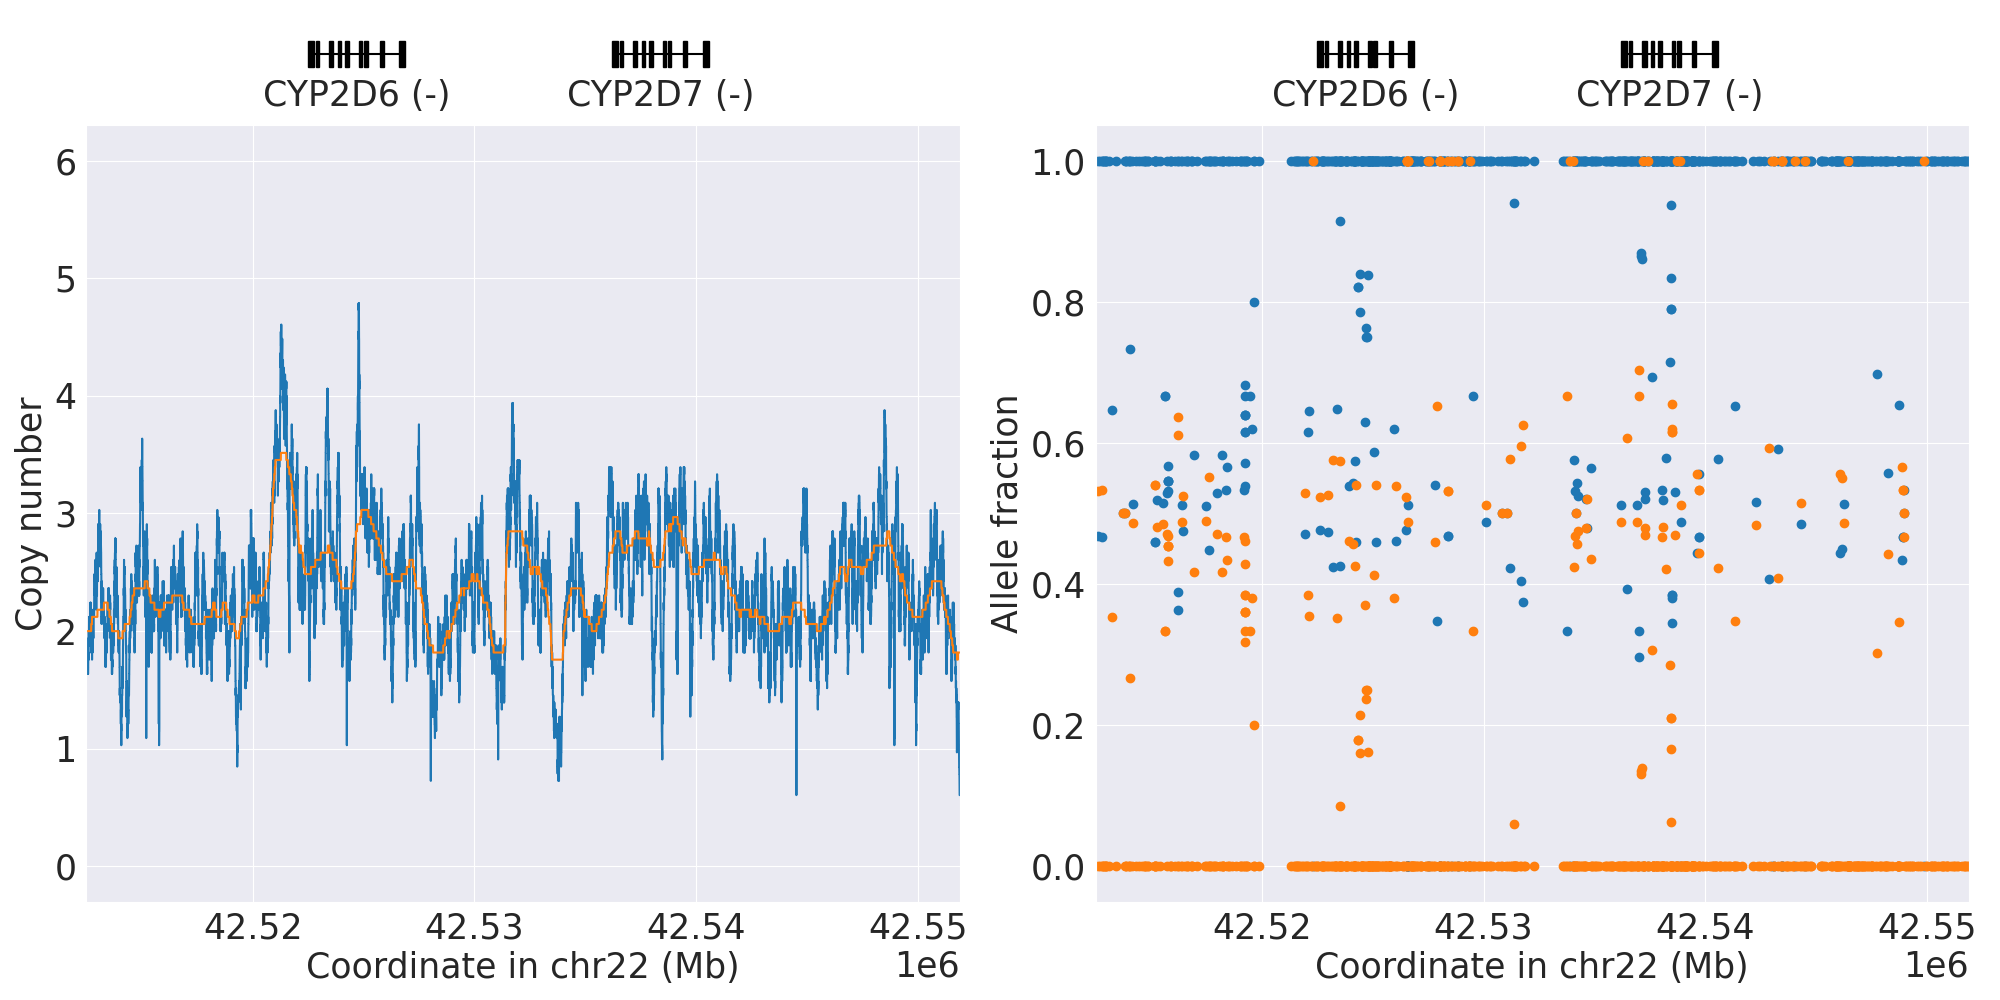 CYP2D6 (-) CYP2D7 (-)
Copy number
6
5
4
3
2
1
0
42.52 42.53 42.54 42.55
Coordinate in chr22 (Mb) 1e6
CYP2D6 (-) CYP2D7 (-)
Allele fraction
1.0
0.8
0.6
0.4
0.2
0.0
42.52 42.53 42.54 42.55
Coordinate in chr22 (Mb) 1e6